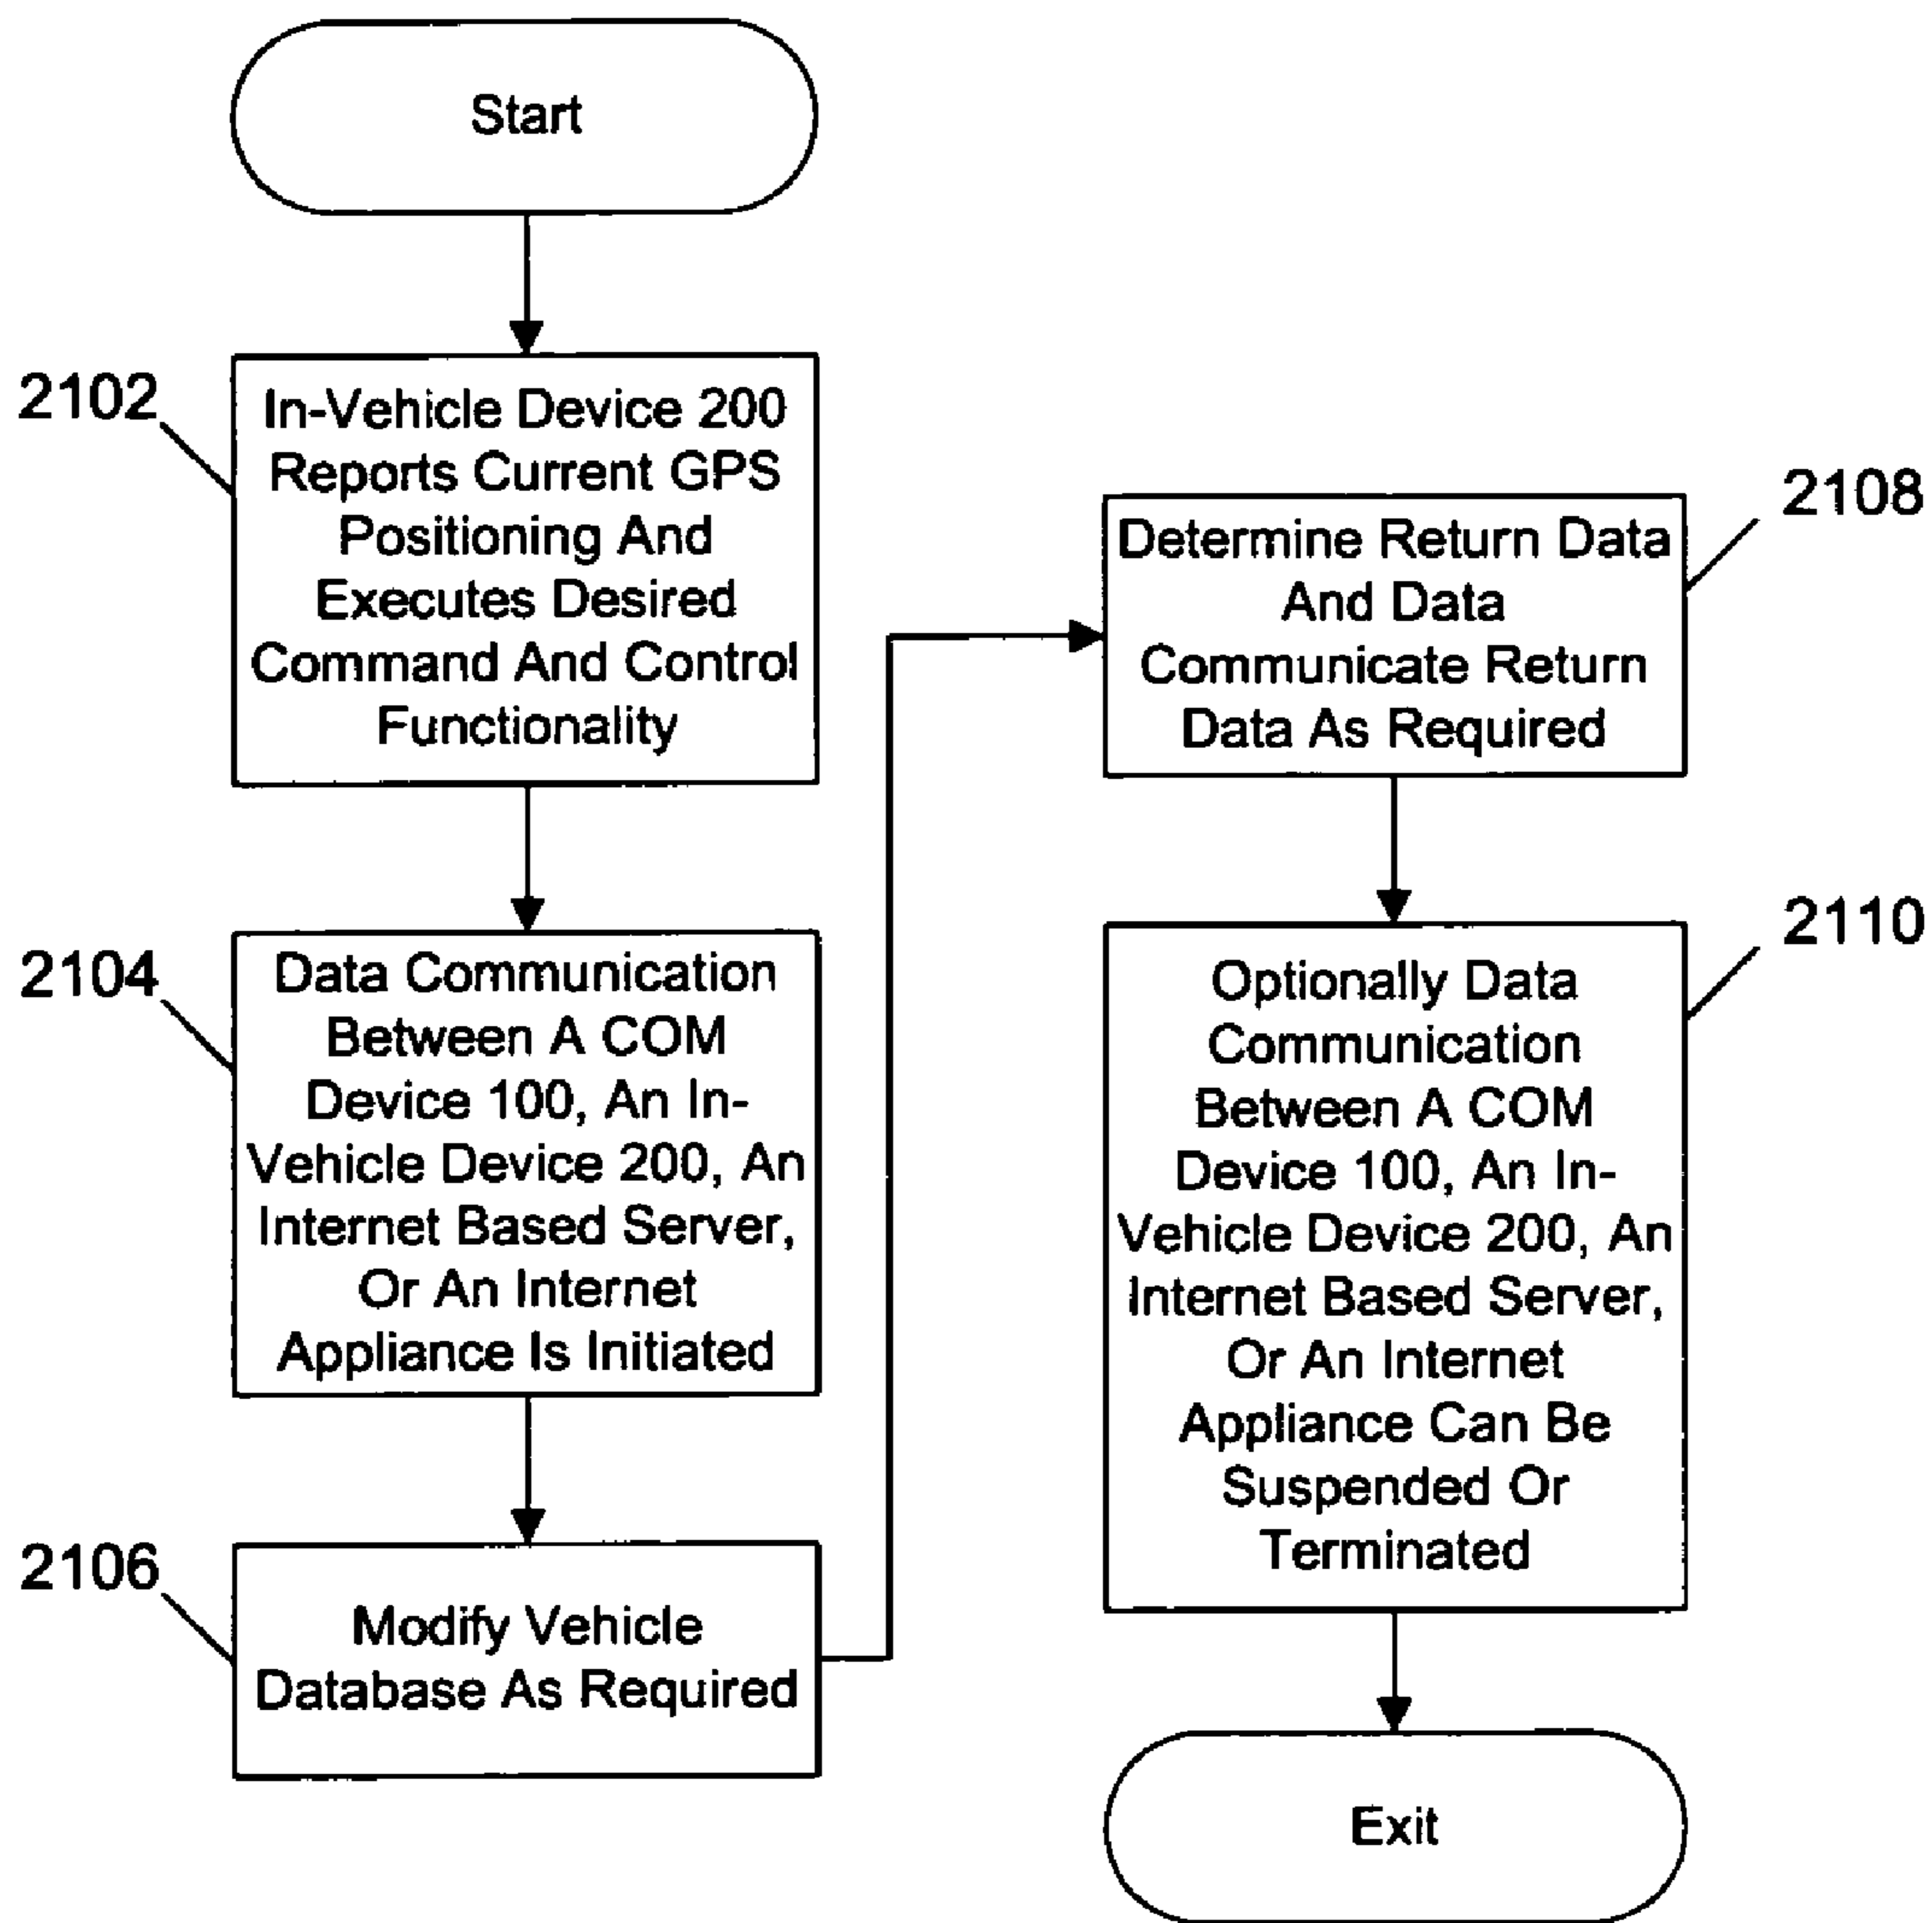 Start
2102
In-Vehicle Device 200
Reports Current GPS
Positioning And
Executes Desired
Command And Control
Functionality
2104
Data Communication
Between A COM
Device 100, An In-
Vehicle Device 200, An
Internet Based Server,
Or An Internet
Appliance Is Initiated
2106
Modify Vehicle
Database As Required
2108
Determine Return Data
And Data
Communicate Return
Data As Required
2110
Optionally Data
Communication
Between A COM
Device 100, An In-
Vehicle Device 200, An
Internet Based Server,
Or An Internet
Appliance Can Be
Suspended Or
Terminated
Exit